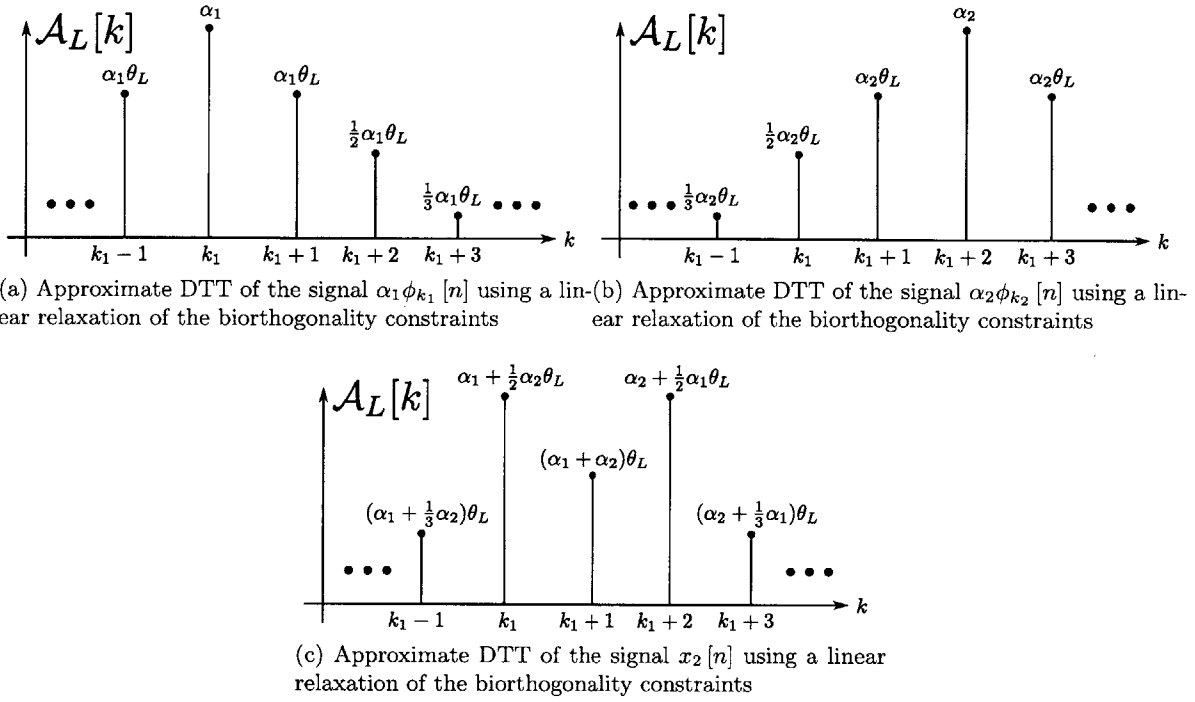 𝒜_L[k]
α₁
α₁θ_L
α₁θ_L
½α₁θ_L
⅓α₁θ_L
k₁ − 1 k₁ k₁ + 1 k₁ + 2 k₁ + 3 k
(a) Approximate DTT of the signal α₁ϕ_{k₁} [n] using a lin-
ear relaxation of the biorthogonality constraints
𝒜_L[k]
α₂
α₂θ_L
α₂θ_L
½α₂θ_L
⅓α₂θ_L
k₁ − 1 k₁ k₁ + 1 k₁ + 2 k₁ + 3 k
(b) Approximate DTT of the signal α₂ϕ_{k₂} [n] using a lin-
ear relaxation of the biorthogonality constraints
𝒜_L[k]
α₁ + ½α₂θ_L α₂ + ½α₁θ_L
(α₁ + α₂)θ_L
(α₁ + ⅓α₂)θ_L (α₂ + ⅓α₁)θ_L
k₁ − 1 k₁ k₁ + 1 k₁ + 2 k₁ + 3 k
(c) Approximate DTT of the signal x₂ [n] using a linear
relaxation of the biorthogonality constraints